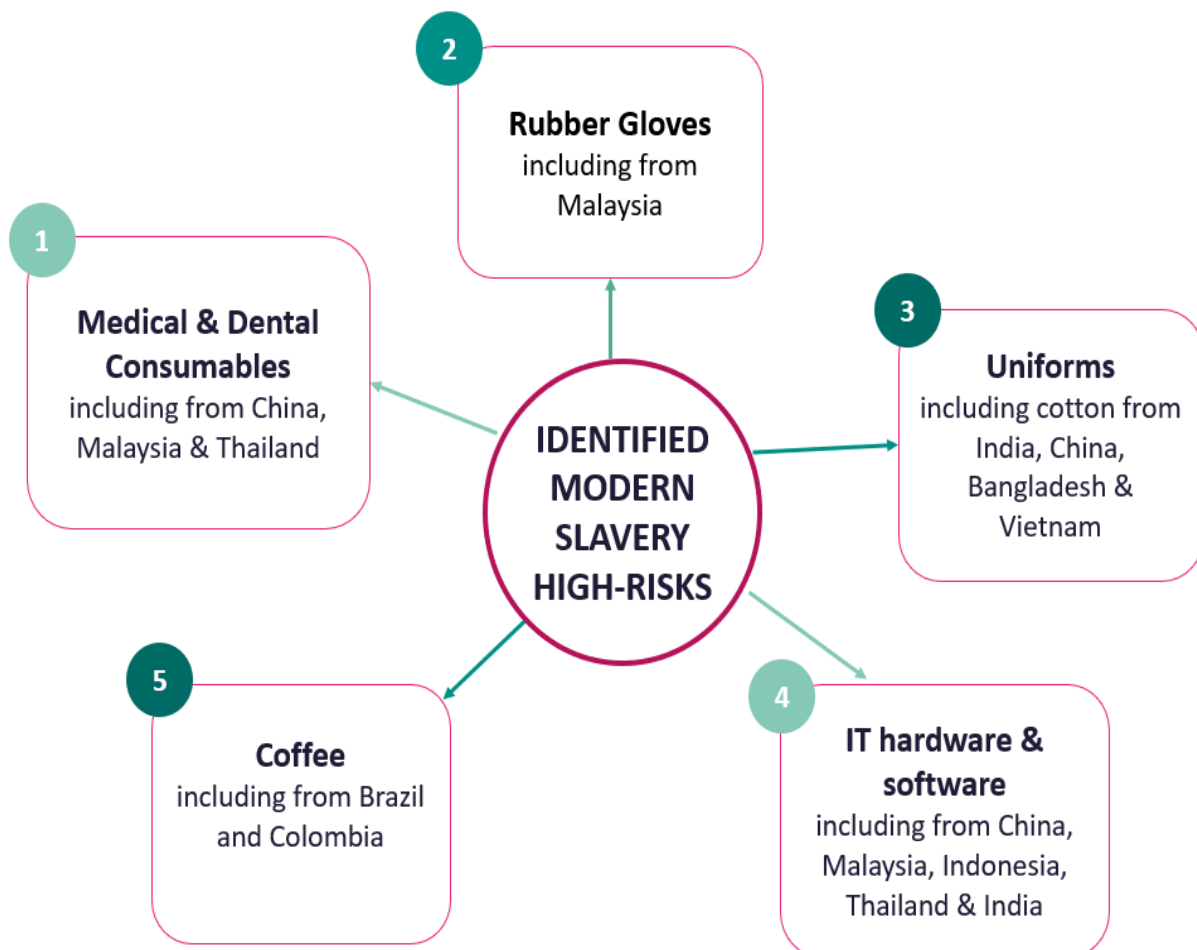 IDENTIFIED
MODERN
SLAVERY
HIGH-RISKS
1
Medical & Dental
Consumables
including from China,
Malaysia & Thailand
2
Rubber Gloves
including from
Malaysia
3
Uniforms
including cotton from
India, China,
Bangladesh &
Vietnam
4
IT hardware &
software
including from China,
Malaysia, Indonesia,
Thailand & India
5
Coffee
including from Brazil
and Colombia